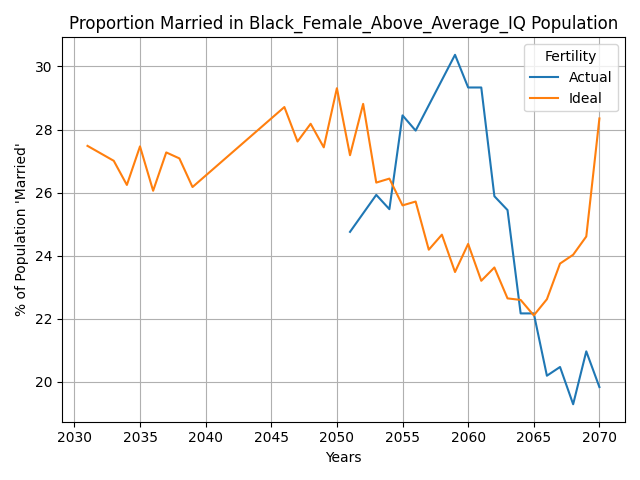 Proportion Married in Black_Female_Above_Average_IQ Population
% of Population 'Married'
30
28
26
24
22
20
Fertility
Actual
Ideal
2030 2035 2040 2045 2050 2055 2060 2065 2070
Years